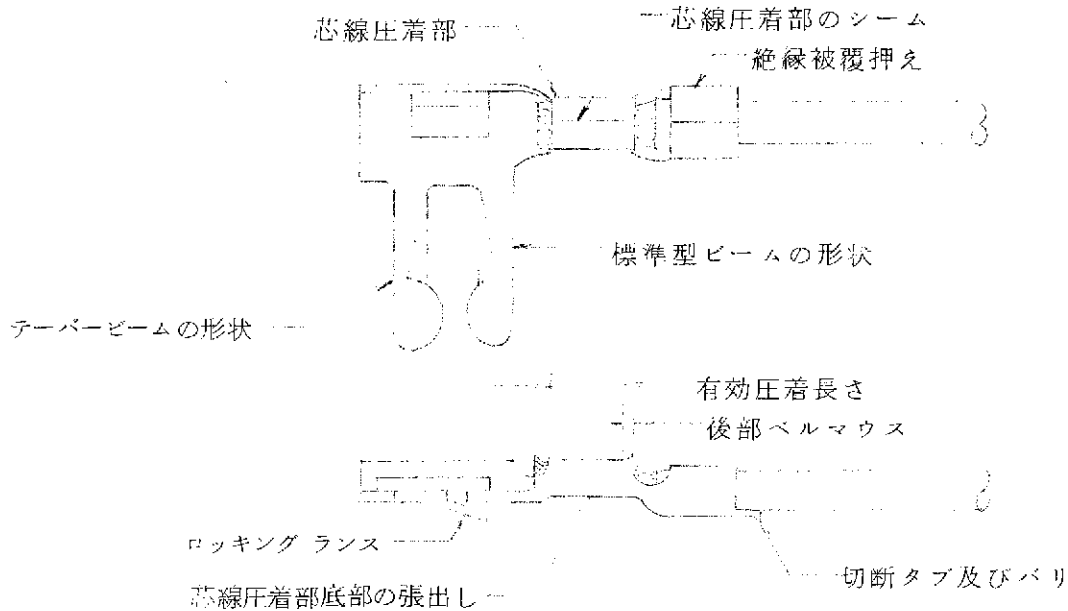 芯線圧着部
芯線圧着部のシーム
絶縁被覆押え
標準型ビームの形状
テーパービームの形状
有効圧着長さ
後部ベルマウス
ロッキング ランス
切断タブ及びバリ
芯線圧着部底部の張出し